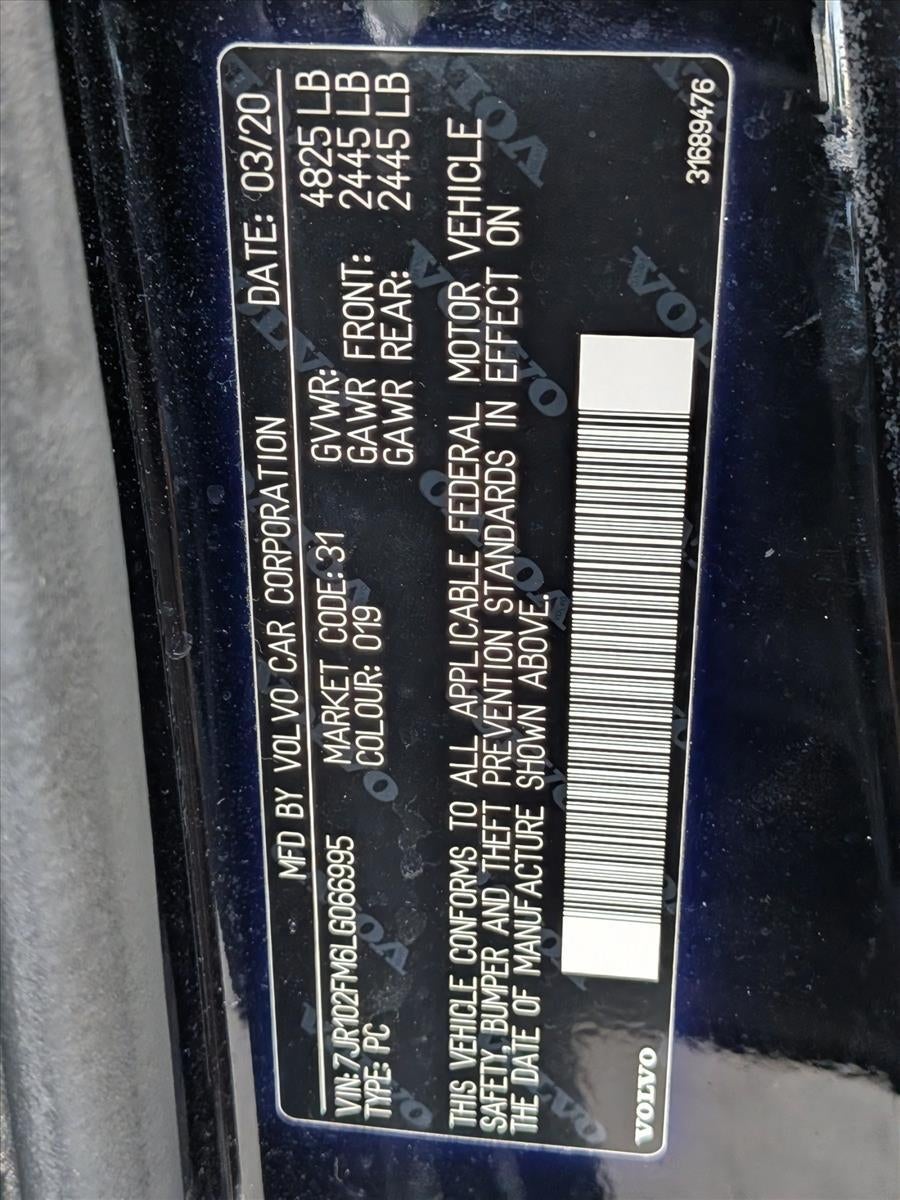 MFD BY VOLVO CAR CORPORATION DATE: 03/20
VIN: 7JR102FM6LG066995 MARKET CODE: 31 GVWR: 4825 LB
TYPE: PC COLOUR: 019 GAWR FRONT: 2445 LB
GAWR REAR: 2445 LB
THIS VEHICLE CONFORMS TO ALL APPLICABLE FEDERAL MOTOR VEHICLE
SAFETY, BUMPER AND THEFT PREVENTION STANDARDS IN EFFECT ON
THE DATE OF MANUFACTURE SHOWN ABOVE.
VOLVO
31689476